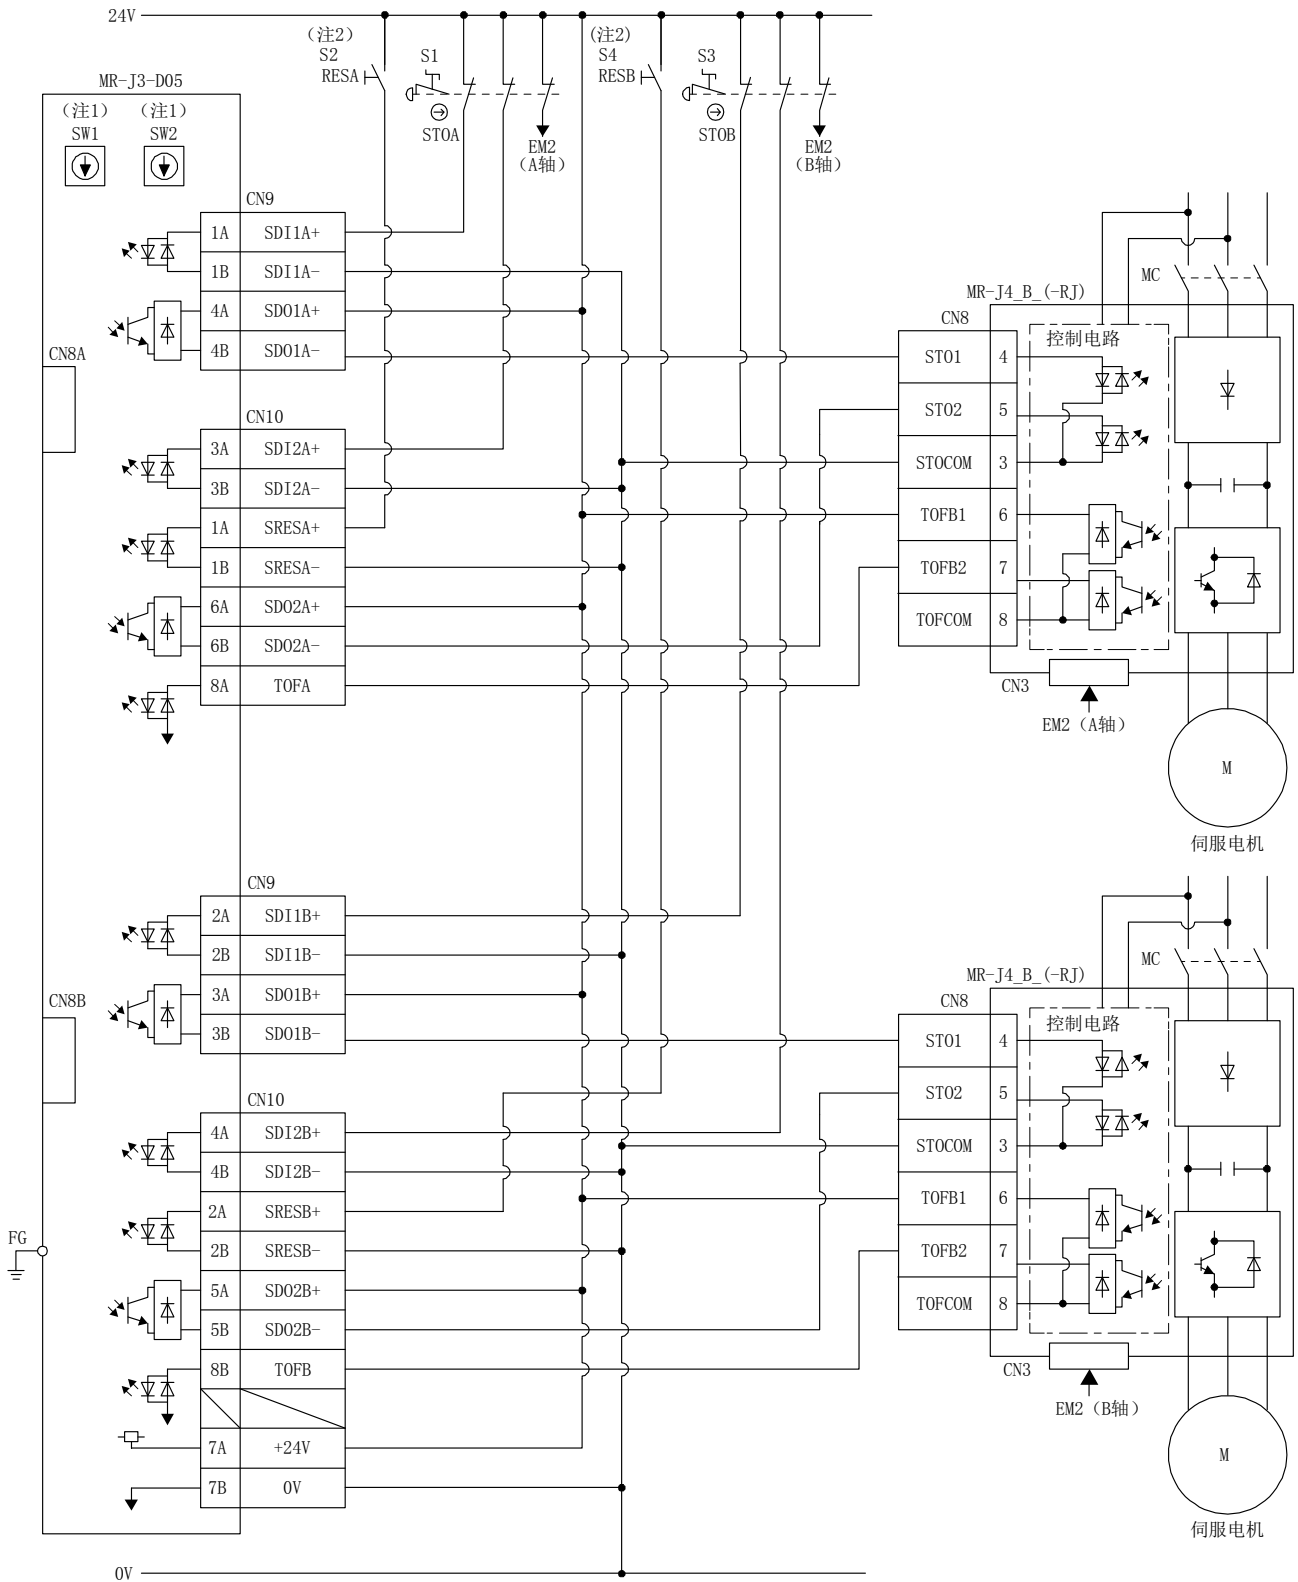 24V
（注2）
S2
RESA
S1
STOA
EM2
（A轴）
（注2）
S4
RESB
S3
STOB
EM2
（B轴）
MR-J3-D05
（注1）
SW1
（注1）
SW2
CN9
1A SDI1A+
1B SDI1A-
4A SDO1A+
4B SDO1A-
CN8A
CN10
3A SDI2A+
3B SDI2A-
1A SRESA+
1B SRESA-
6A SDO2A+
6B SDO2A-
8A TOFA
MC
MR-J4_B_(-RJ)
CN8
控制电路
STO1 4
STO2 5
STOCOM 3
TOFB1 6
TOFB2 7
TOFCOM 8
CN3
EM2（A轴）
M
伺服电机
CN9
2A SDI1B+
2B SDI1B-
3A SDO1B+
3B SDO1B-
CN8B
CN10
4A SDI2B+
4B SDI2B-
2A SRESB+
2B SRESB-
5A SDO2B+
5B SDO2B-
8B TOFB
7A +24V
7B 0V
FG
MC
MR-J4_B_(-RJ)
CN8
控制电路
STO1 4
STO2 5
STOCOM 3
TOFB1 6
TOFB2 7
TOFCOM 8
CN3
EM2（B轴）
M
伺服电机
0V